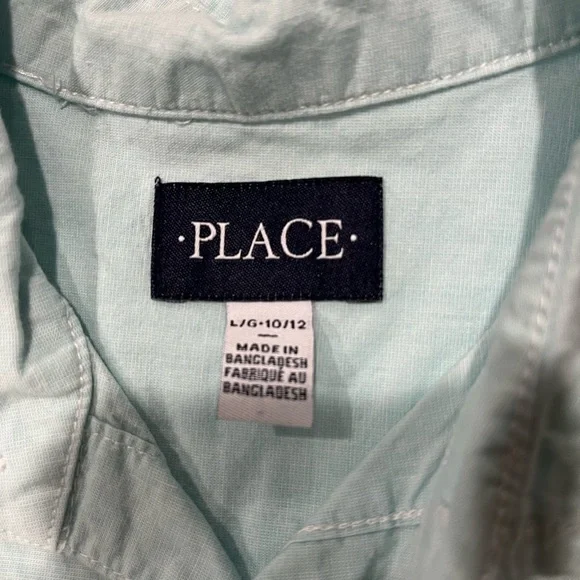 ·PLACE·
L/G·10/12
MADE IN
BANGLADESH
FABRIQUÉ AU
BANGLADESH